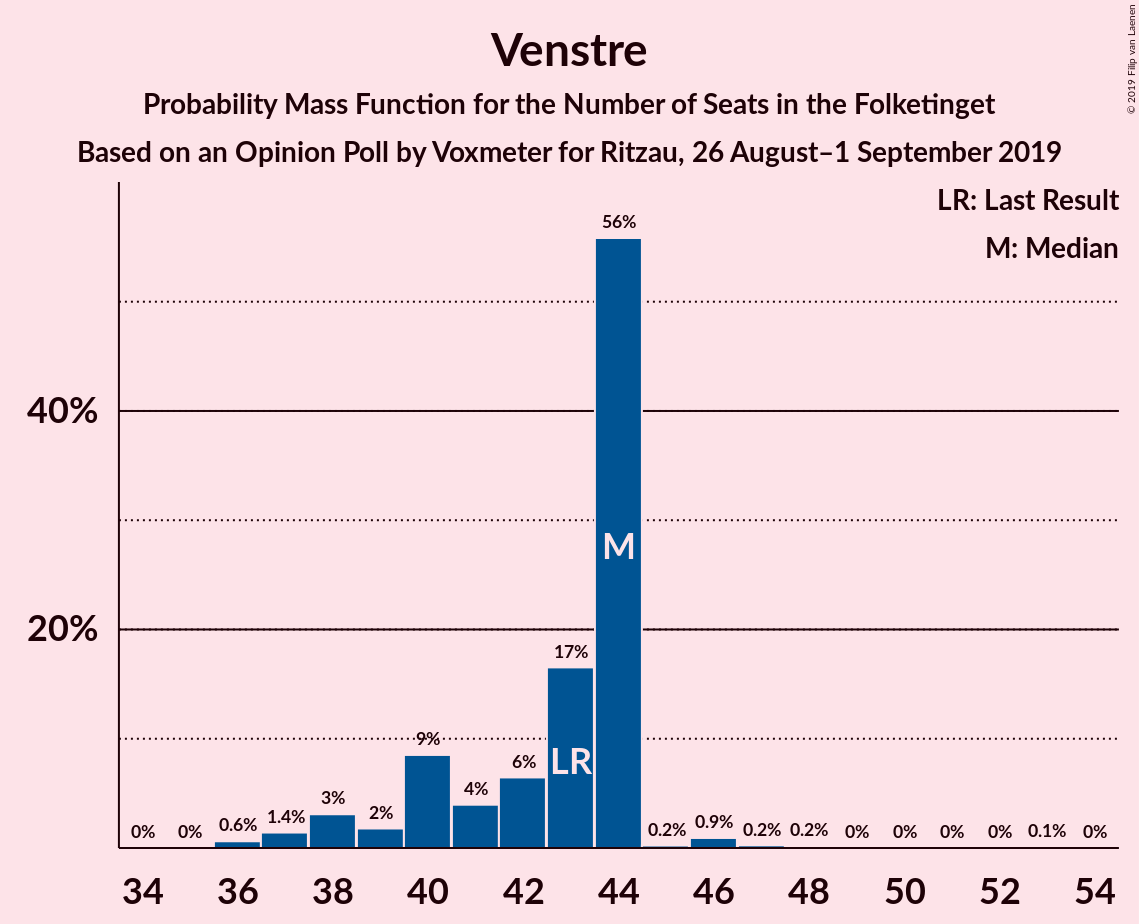 Venstre
Probability Mass Function for the Number of Seats in the Folketinget
Based on an Opinion Poll by Voxmeter for Ritzau, 26 August–1 September 2019
© 2019 Filip van Laenen
LR: Last Result
M: Median
56%
40%
M
20%
17%
LR
9%
6%
4%
3%
2%
1.4%
0.6%
0%
0%
0.2%
0.9%
0.2%
0.2%
0%
0%
0%
0%
0.1%
0%
34 36 38 40 42 44 46 48 50 52 54